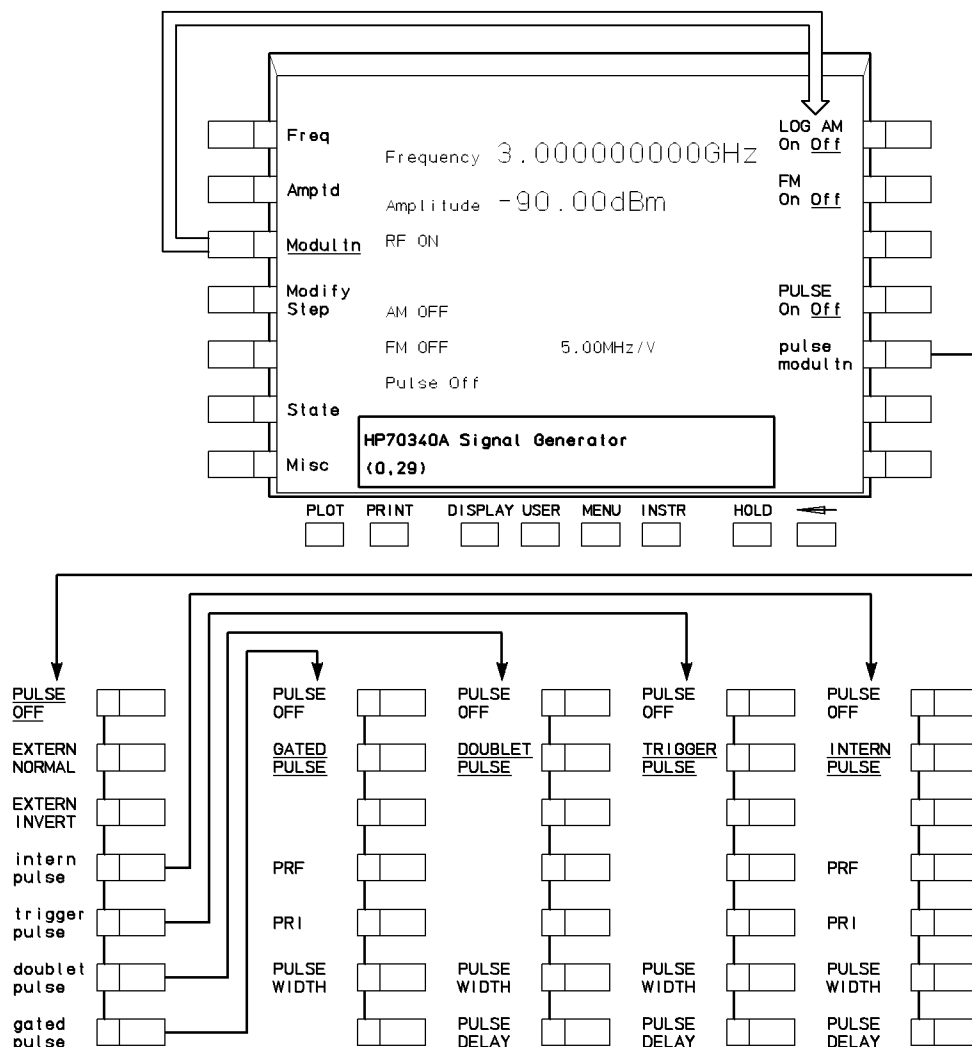 LOG AM
On Off
Freq
Frequency 3.000000000GHz
FM
On Off
Amptd
Amplitude -90.00dBm
Modultn
RF ON
Modify
Step
PULSE
On Off
AM OFF
FM OFF 5.00MHz/V
pulse
modultn
Pulse Off
State
HP70340A Signal Generator
(0,29)
Misc
PLOT PRINT DISPLAY USER MENU INSTR HOLD
PULSE
OFF
EXTERN
NORMAL
EXTERN
INVERT
intern
pulse
trigger
pulse
doublet
pulse
gated
pulse
PULSE
OFF
GATED
PULSE
PRF
PRI
PULSE
WIDTH
PULSE
OFF
DOUBLET
PULSE
PULSE
WIDTH
PULSE
DELAY
PULSE
OFF
TRIGGER
PULSE
PULSE
WIDTH
PULSE
DELAY
PULSE
OFF
INTERN
PULSE
PRF
PRI
PULSE
WIDTH
PULSE
DELAY